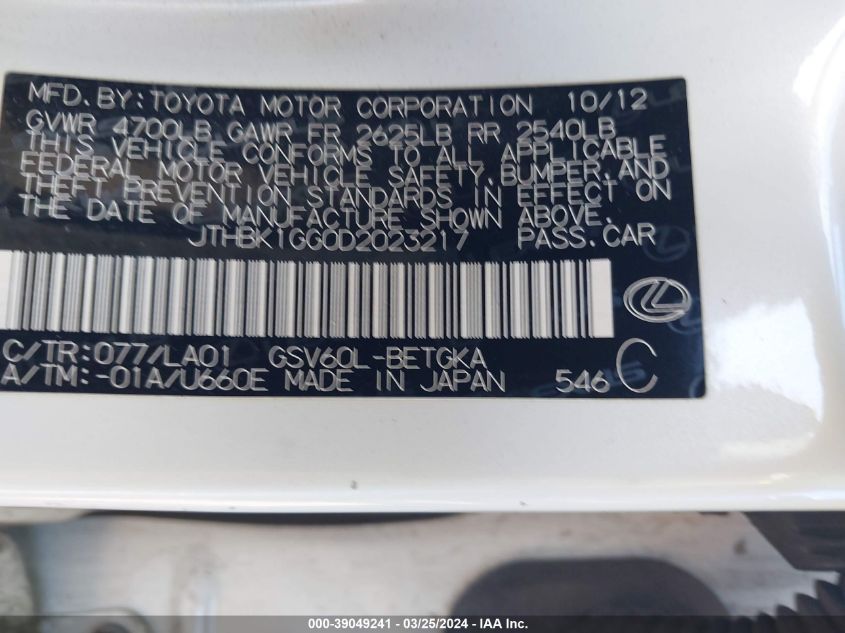 MFD. BY: TOYOTA MOTOR CORPORATION 10/12
GVWR 4700LB GAWR FR 2625LB RR 2540LB
THIS VEHICLE CONFORMS TO ALL APPLICABLE
FEDERAL MOTOR VEHICLE SAFETY, BUMPER, AND
THEFT PREVENTION STANDARDS IN EFFECT ON
THE DATE OF MANUFACTURE SHOWN ABOVE.
JTHBK1GG0D2023217 PASS. CAR
C/TR: 077/LA01 GSV60L-BETGKA
A/TM: -01A/U660E MADE IN JAPAN 546 C
000-39049241 - 03/25/2024 - IAA Inc.